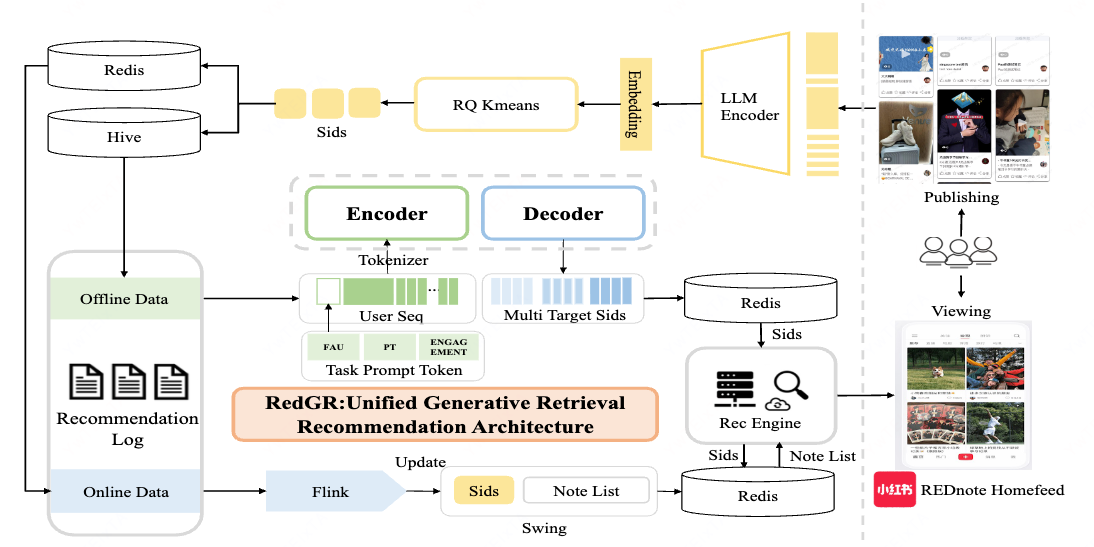 Redis
Hive
Sids
RQ Kmeans
Embedding
LLM
Encoder
Publishing
Encoder
Decoder
Tokenizer
Offline Data
User Seq
Multi Target Sids
Redis
Viewing
FAU
PT
ENGAG
EMENT
Task Prompt Token
Sids
Recommendation
Log
RedGR:Unified Generative Retrieval
Recommendation Architecture
Rec Engine
Update
Sids
Note List
Online Data
Flink
Sids
Note List
Redis
Swing
小红书
REDnote Homefeed